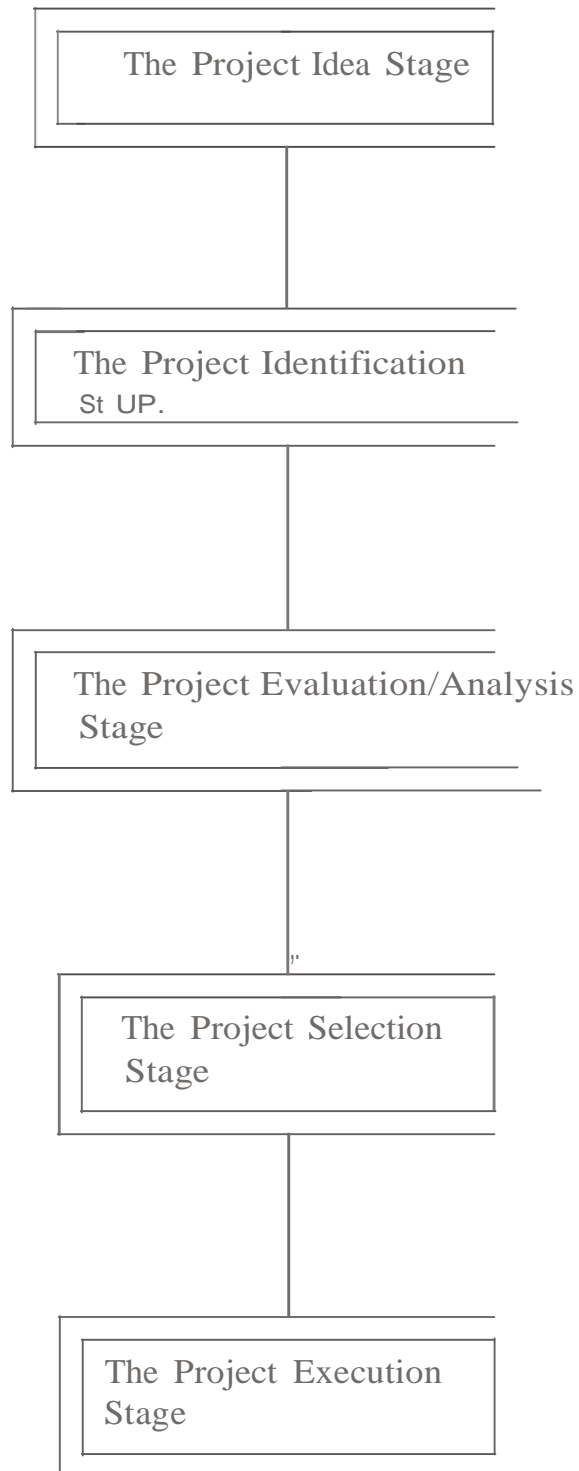 The Project Idea Stage
The Project Identification
St UP.
The Project Evaluation/Analysis
Stage
The Project Selection
Stage
The Project Execution
Stage